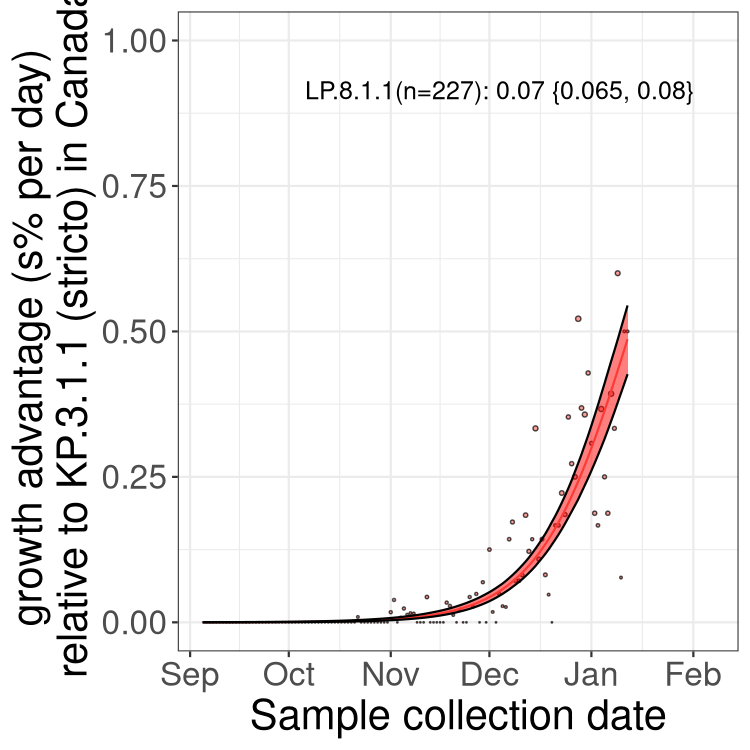 growth advantage (s% per day)
relative to KP.3.1.1 (stricto) in Canada
1.00
0.75
0.50
0.25
0.00
LP.8.1.1(n=227): 0.07 {0.065, 0.08}
Sep Oct Nov Dec Jan Feb
Sample collection date